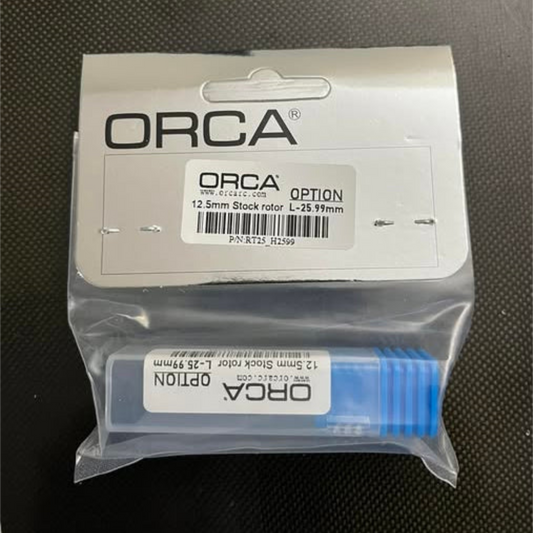 ORCA®
ORCA®
www.orcarc.com
OPTION
12.5mm Stock rotor L-25.99mm
P/N:RT25_H2599
12.5mm Stock rotor L-25.99mm
www.orcarc.com
OPTION
ORCA